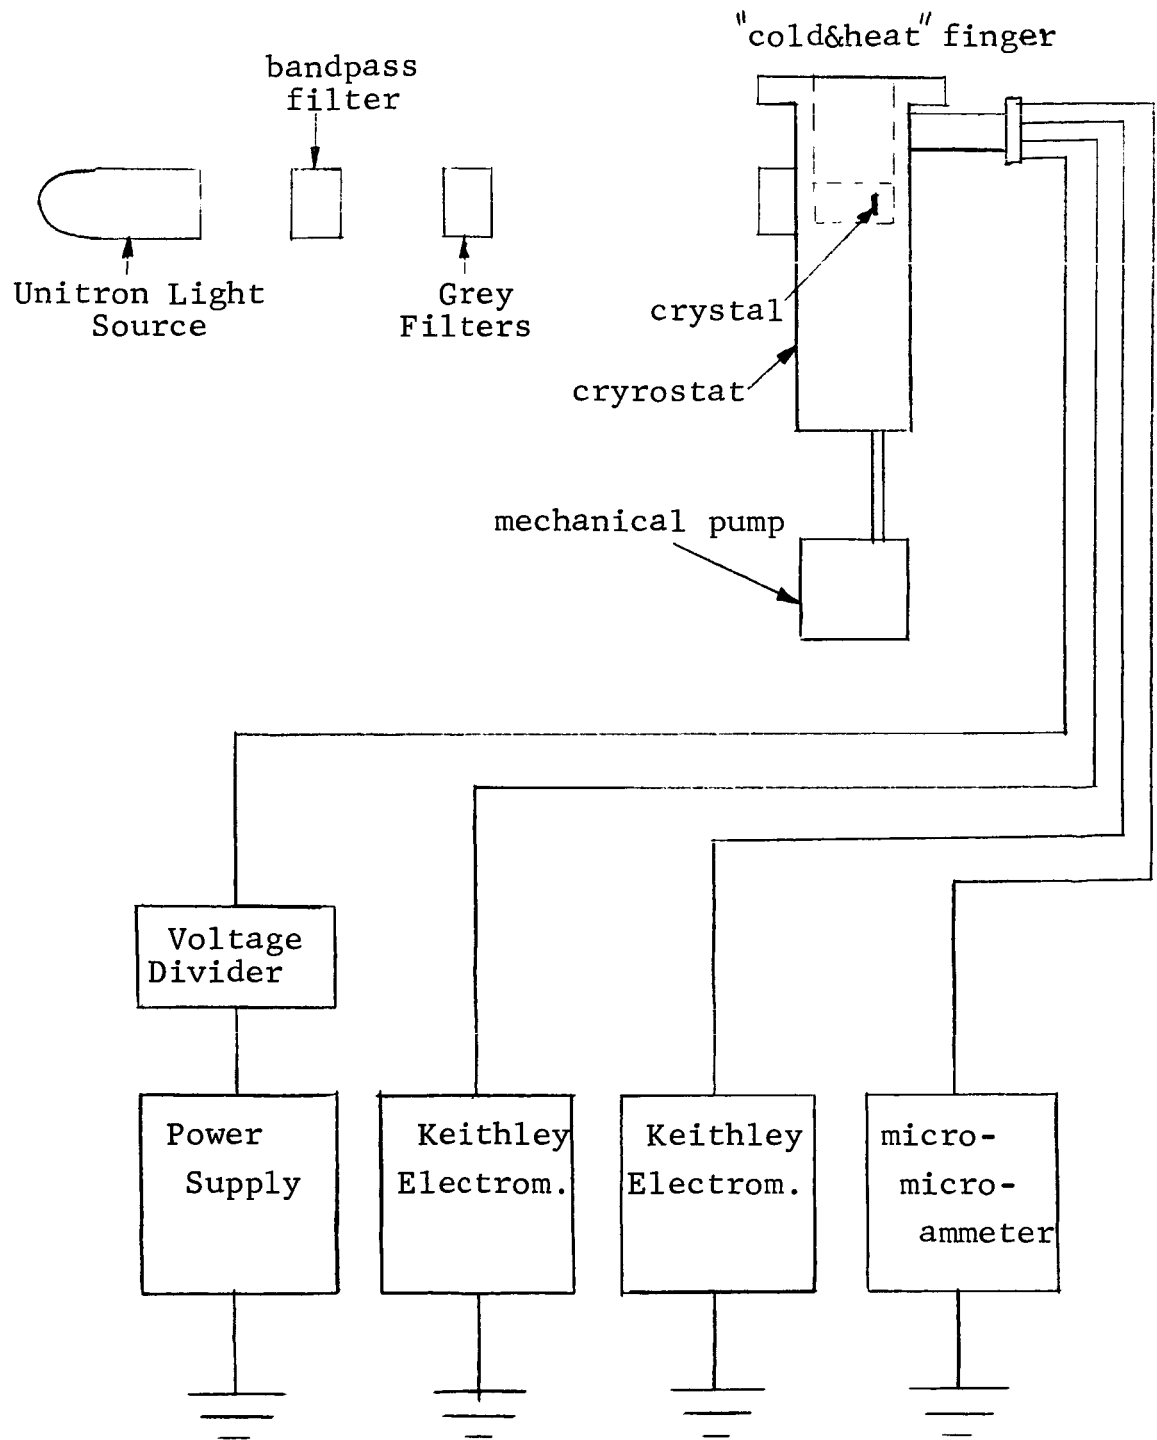 "cold&heat" finger
bandpass
filter
Unitron Light
Source
Grey
Filters
crystal
cryrostat
mechanical pump
Voltage
Divider
Power
Supply
Keithley
Electrom.
Keithley
Electrom.
micro-
micro-
ammeter